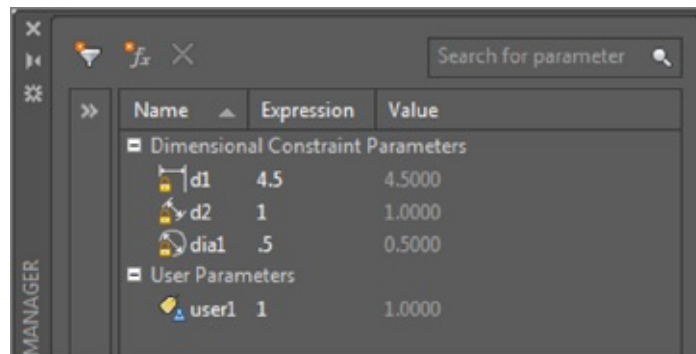 fx
Search for parameter
Name Expression Value
Dimensional Constraint Parameters
d1 4.5 4.5000
d2 1 1.0000
dia1 .5 0.5000
User Parameters
user1 1 1.0000
MANAGER